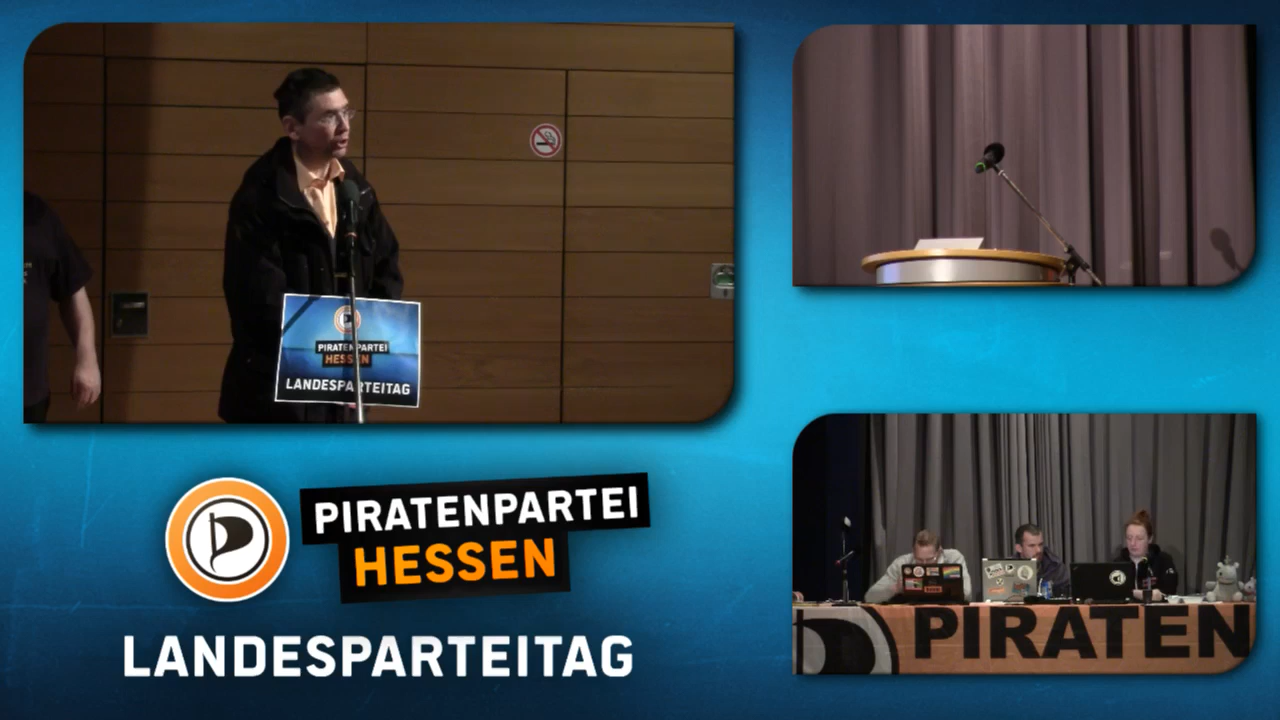 PIRATENPARTEI
HESSEN
LANDESPARTEITAG
PIRATENPARTEI
HESSEN
LANDESPARTEITAG
PIRATEN